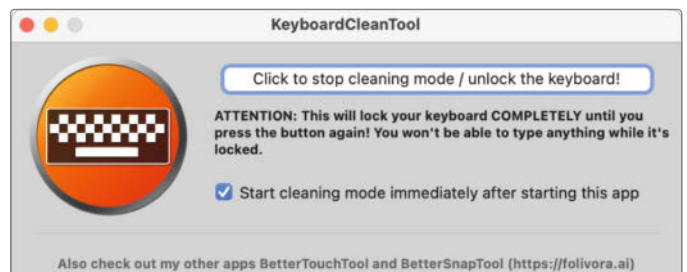 KeyboardCleanTool
Click to stop cleaning mode / unlock the keyboard!
ATTENTION: This will lock your keyboard COMPLETELY until you
press the button again! You won't be able to type anything while it's
locked.
Start cleaning mode immediately after starting this app
Also check out my other apps BetterTouchTool and BetterSnapTool (https://folivora.ai)